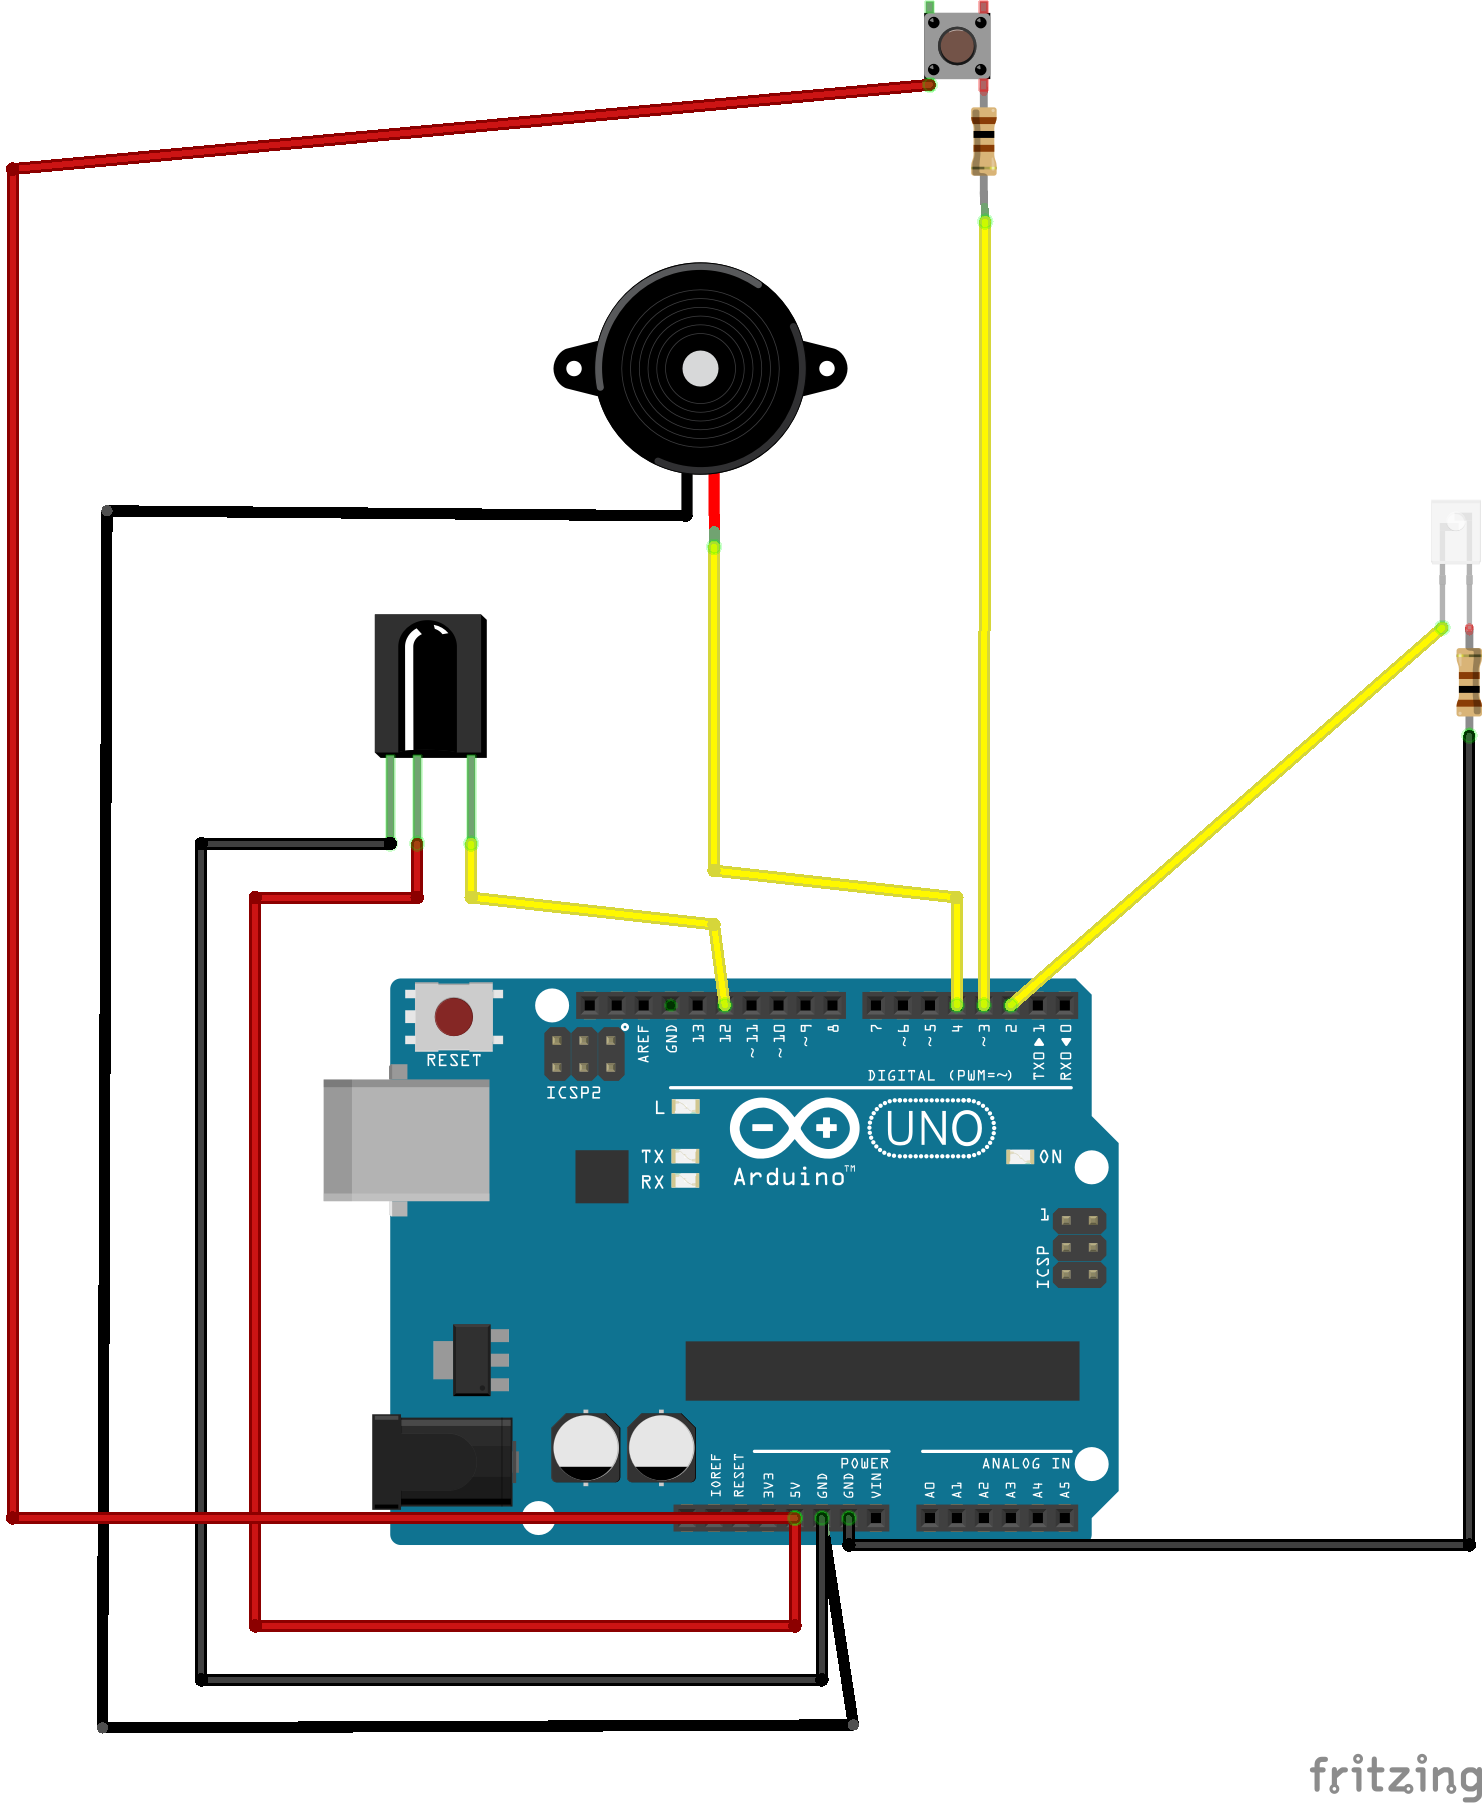 RESET
ICSP2
AREF
GND
13
12
~11
~10
~9
8
7
~6
~5
4
~3
2
TX0▶1
RX0◀0
DIGITAL (PWM=~)
L
TX
RX
UNO
Arduino™
ON
1
ICSP
IOREF
RESET
3V3
5V
GND
GND
VIN
POWER
A0
A1
A2
A3
A4
A5
ANALOG IN
fritzing